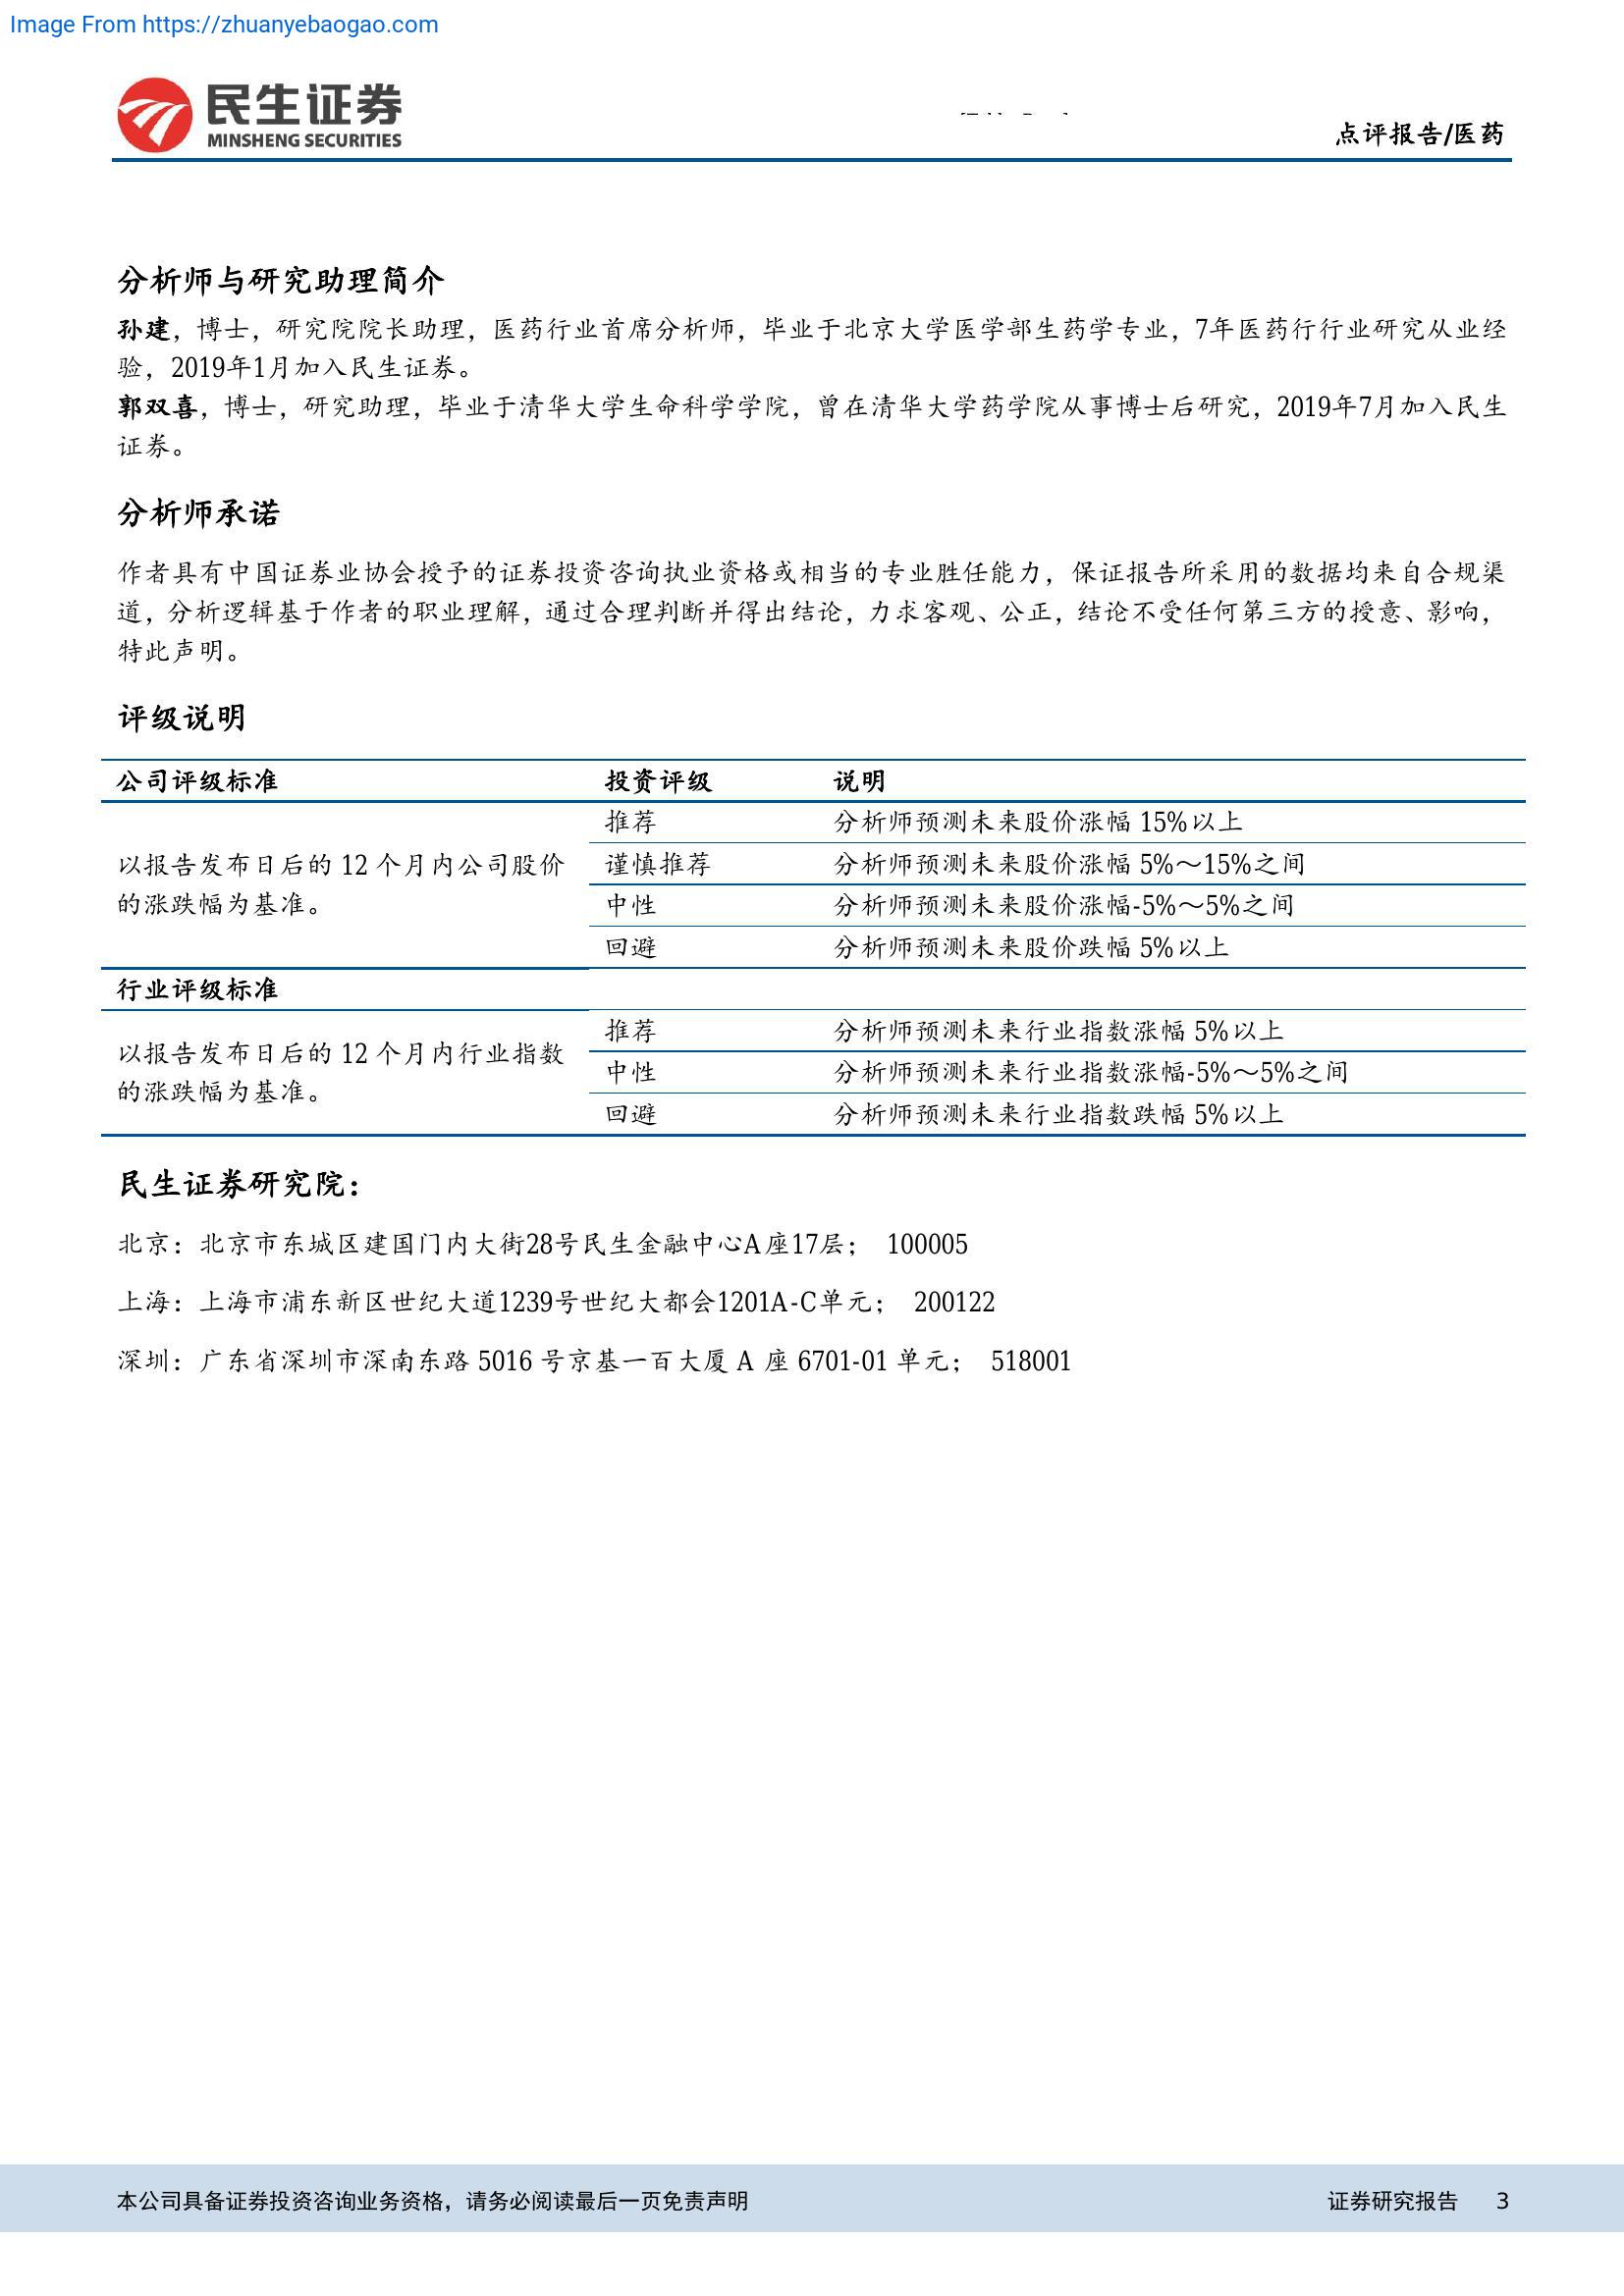 Image From https://zhuanyebaogao.com
民生证券
MINSHENG SECURITIES
点评报告/医药
分析师与研究助理简介
孙建，博士，研究院院长助理，医药行业首席分析师，毕业于北京大学医学部生药学专业，7年医药行行业研究从业经
验，2019年1月加入民生证券。
郭双喜，博士，研究助理，毕业于清华大学生命科学学院，曾在清华大学药学院从事博士后研究，2019年7月加入民生
证券。
分析师承诺
作者具有中国证券业协会授予的证券投资咨询执业资格或相当的专业胜任能力，保证报告所采用的数据均来自合规渠
道，分析逻辑基于作者的职业理解，通过合理判断并得出结论，力求客观、公正，结论不受任何第三方的授意、影响，
特此声明。
评级说明
公司评级标准 投资评级 说明
推荐 分析师预测未来股价涨幅 15%以上
以报告发布日后的 12 个月内公司股价
谨慎推荐 分析师预测未来股价涨幅 5%～15%之间
的涨跌幅为基准。
中性 分析师预测未来股价涨幅-5%～5%之间
回避 分析师预测未来股价跌幅 5%以上
行业评级标准
推荐 分析师预测未来行业指数涨幅 5%以上
以报告发布日后的 12 个月内行业指数
中性 分析师预测未来行业指数涨幅-5%～5%之间
的涨跌幅为基准。
回避 分析师预测未来行业指数跌幅 5%以上
民生证券研究院：
北京：北京市东城区建国门内大街28号民生金融中心A座17层； 100005
上海：上海市浦东新区世纪大道1239号世纪大都会1201A-C单元； 200122
深圳：广东省深圳市深南东路 5016 号京基一百大厦 A 座 6701-01 单元； 518001
本公司具备证券投资咨询业务资格，请务必阅读最后一页免责声明 证券研究报告 3